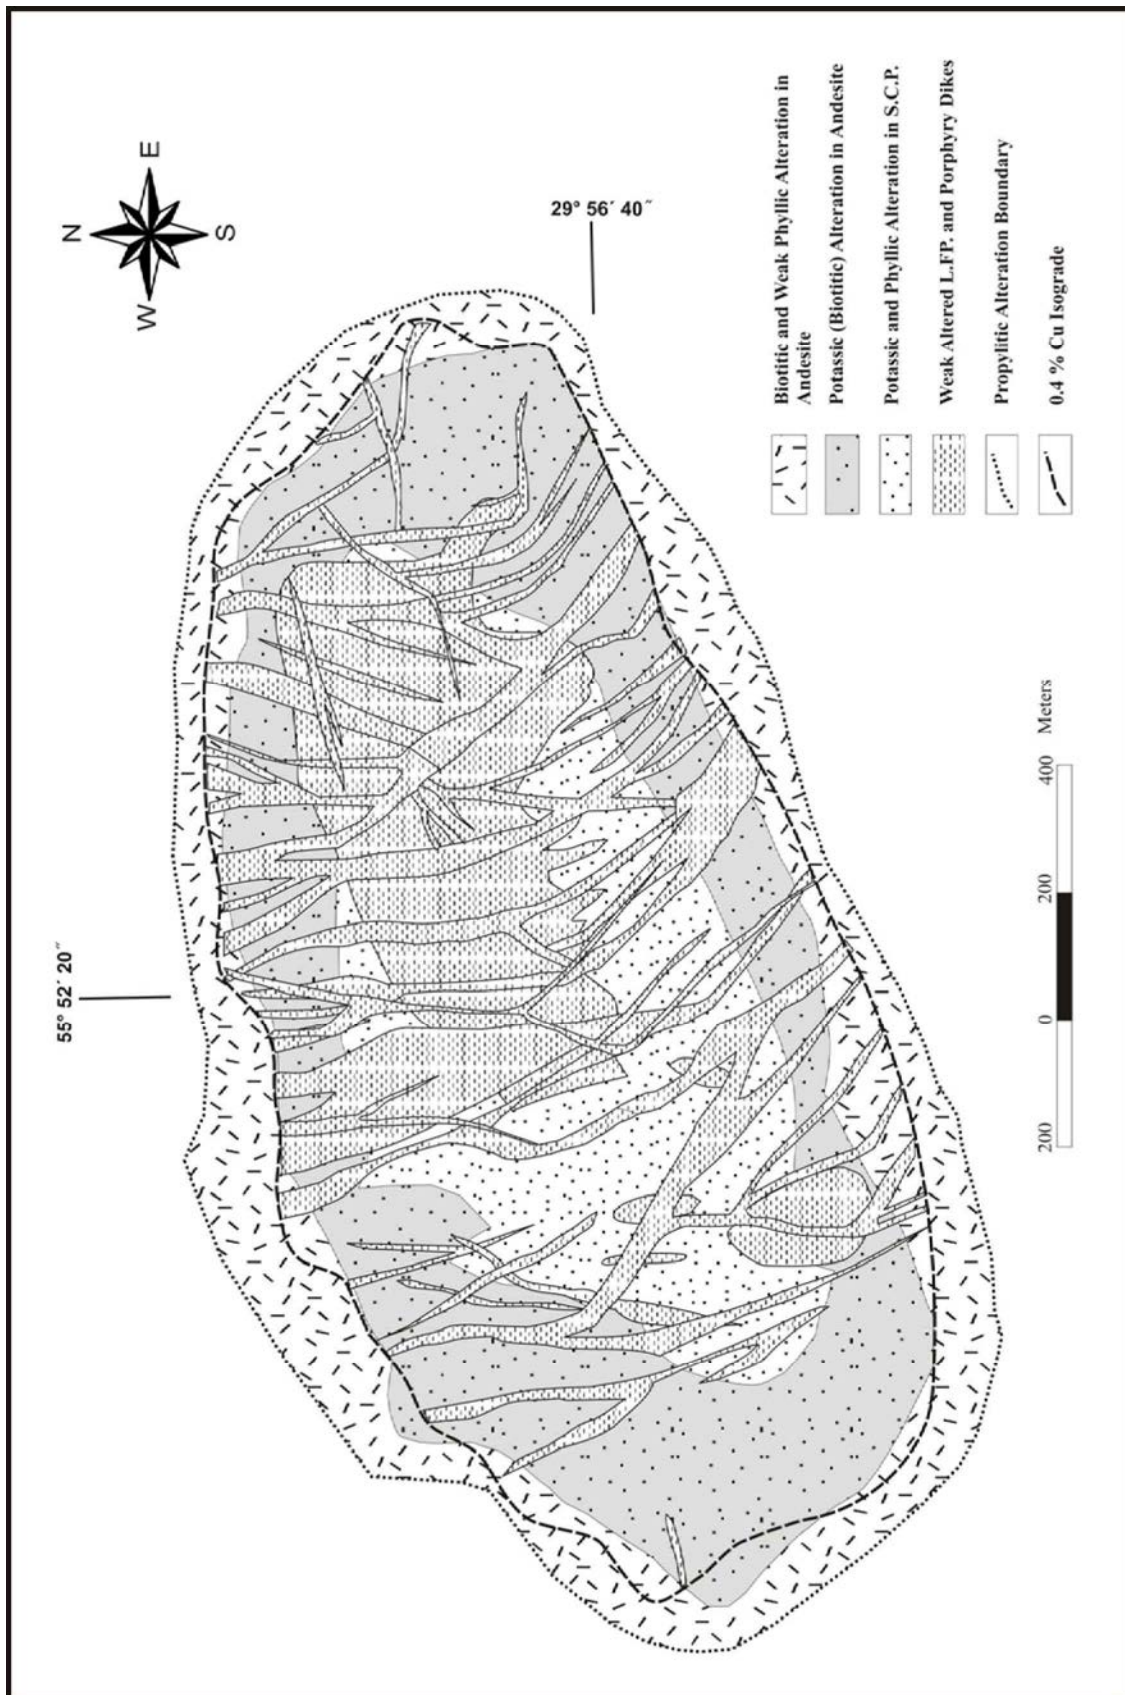 N
W
E
S
29° 56´ 40˝
55° 52´ 20˝
Biotitic and Weak Phyllic Alteration in
Andesite
Potassic (Biotitic) Alteration in Andesite
Potassic and Phyllic Alteration in S.C.P.
Weak Altered L.FP. and Porphyry Dikes
Propylitic Alteration Boundary
0.4 % Cu Isograde
200 0 200 400 Meters